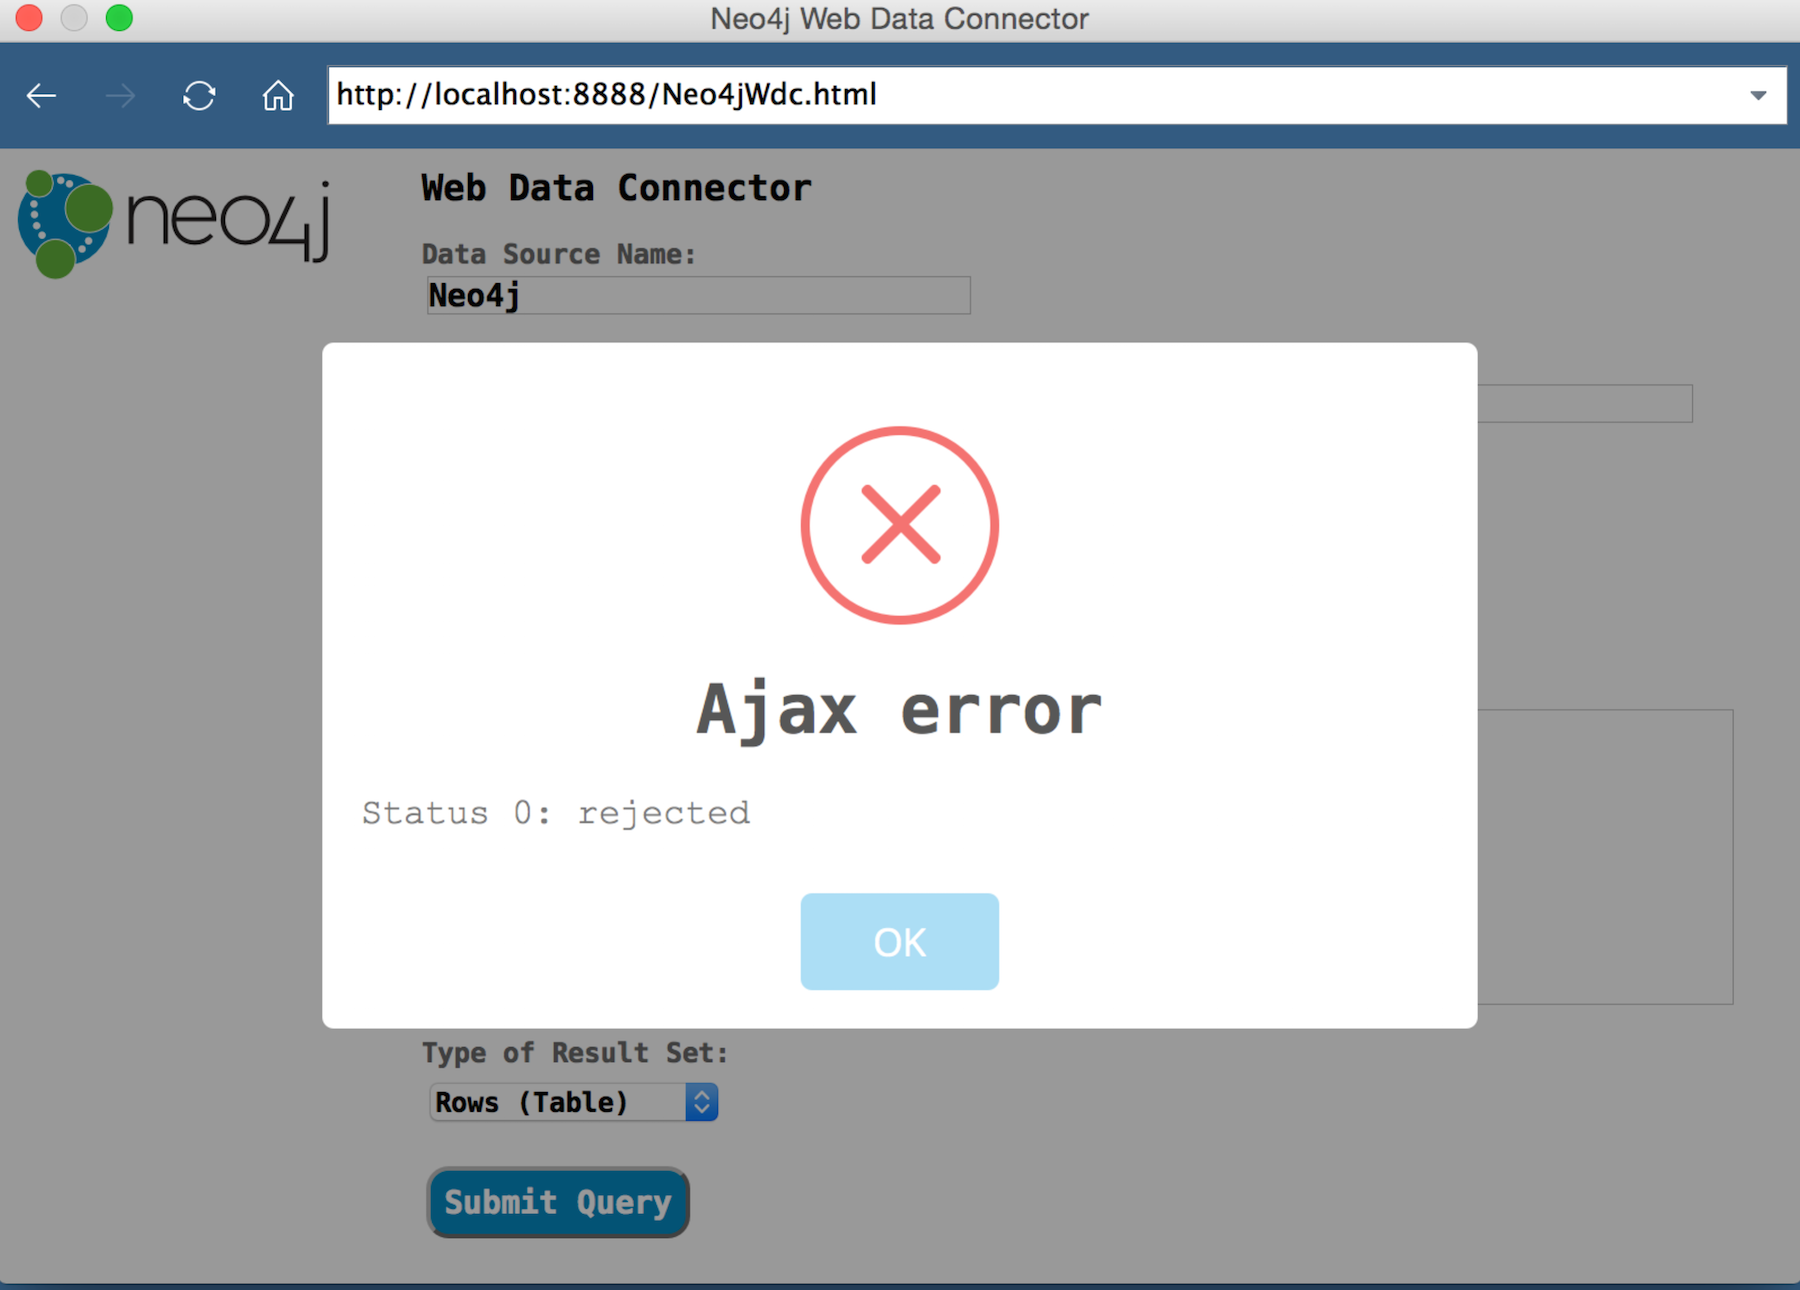 Neo4j Web Data Connector
http://localhost:8888/Neo4jWdc.html
neo4j
Web Data Connector
Data Source Name:
Neo4j
Ajax error
Status 0: rejected
OK
Type of Result Set:
Rows (Table)
Submit Query